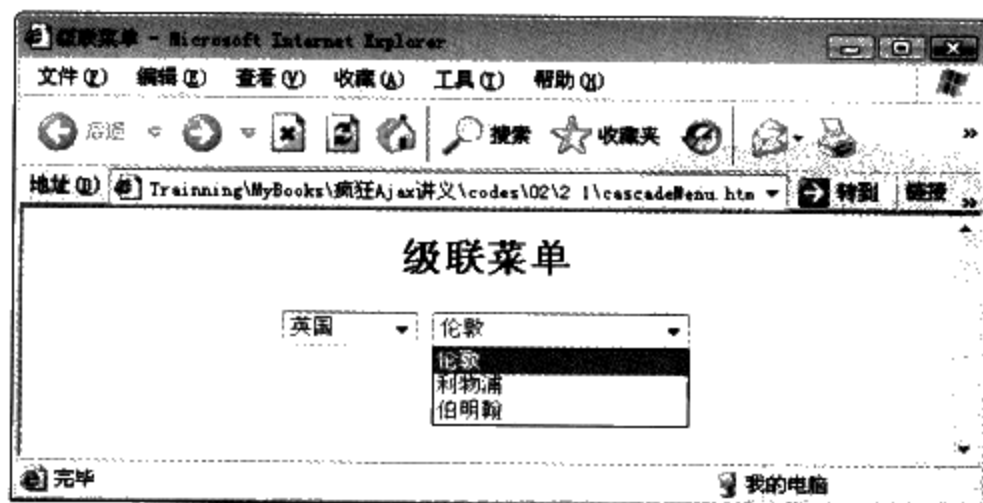 级联菜单 - Microsoft Internet Explorer
文件(F) 编辑(E) 查看(V) 收藏(A) 工具(T) 帮助(H)
后退 搜索 收藏夹 »
地址(D) Trainning\MyBooks\疯狂Ajax讲义\codes\02\2 1\cascadeMenu.htm 转到 链接 »
级联菜单
英国 伦敦
伦敦
利物浦
伯明翰
完毕 我的电脑